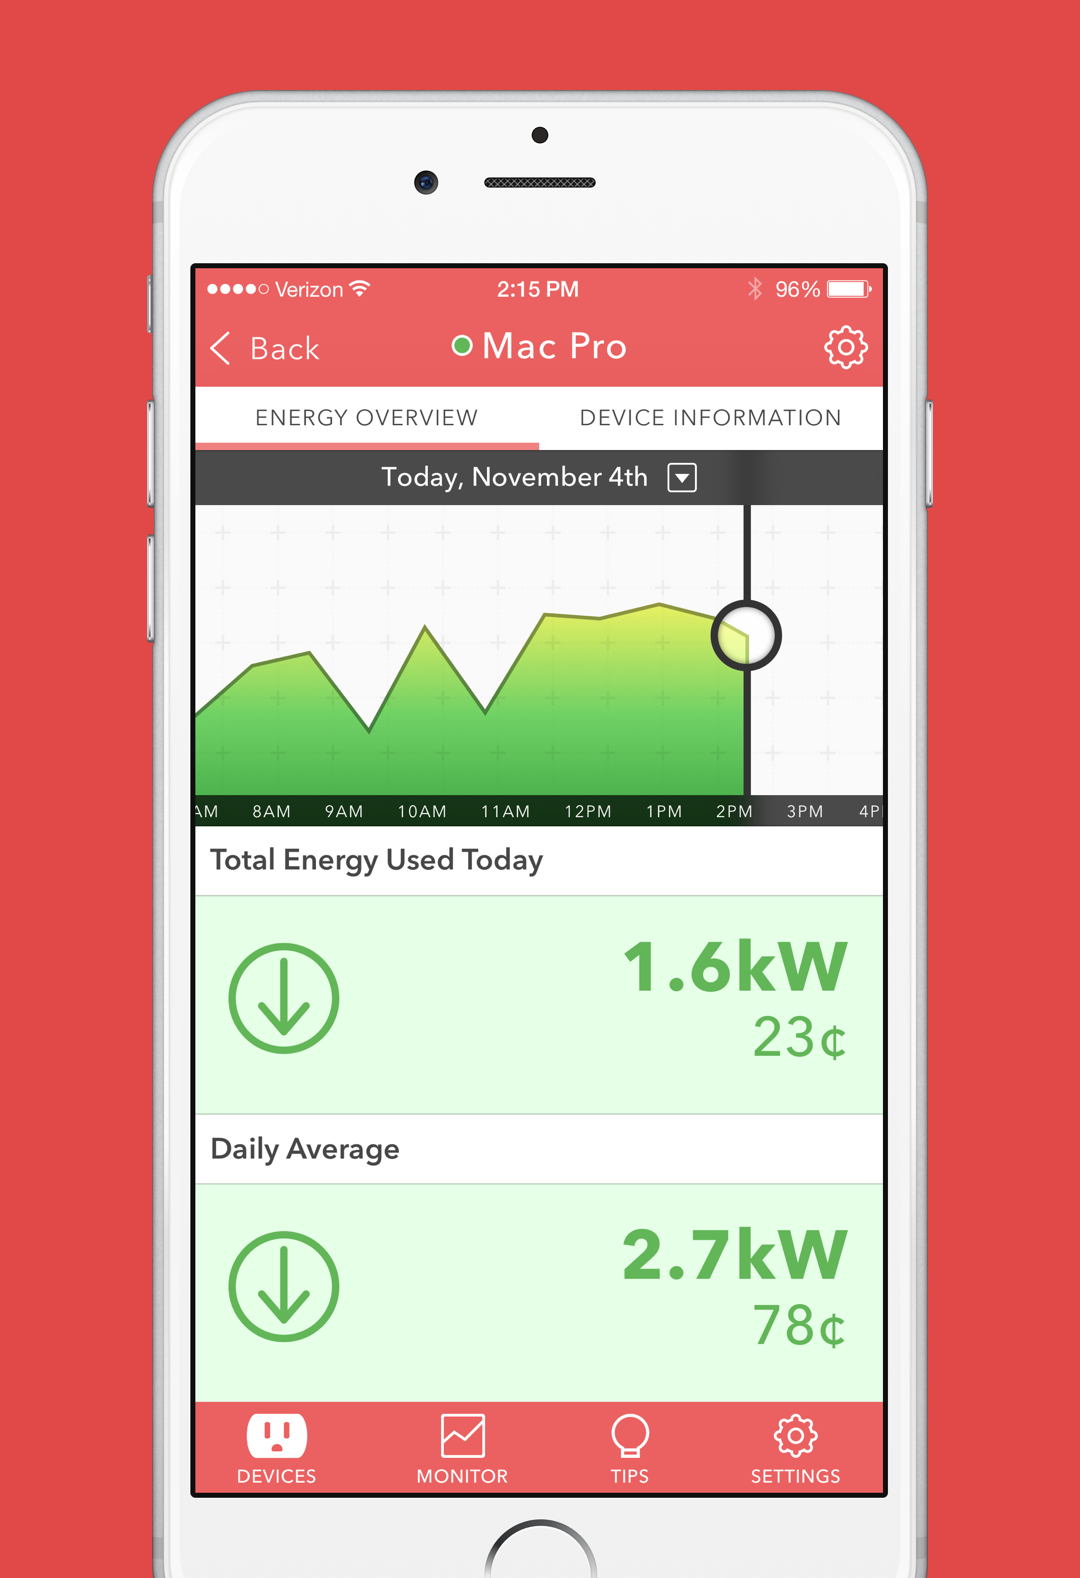 Verizon 2:15 PM 96%
Back Mac Pro
ENERGY OVERVIEW DEVICE INFORMATION
Today, November 4th
AM 8AM 9AM 10AM 11AM 12PM 1PM 2PM 3PM 4P
Total Energy Used Today
1.6kW
23¢
Daily Average
2.7kW
78¢
DEVICES MONITOR TIPS SETTINGS